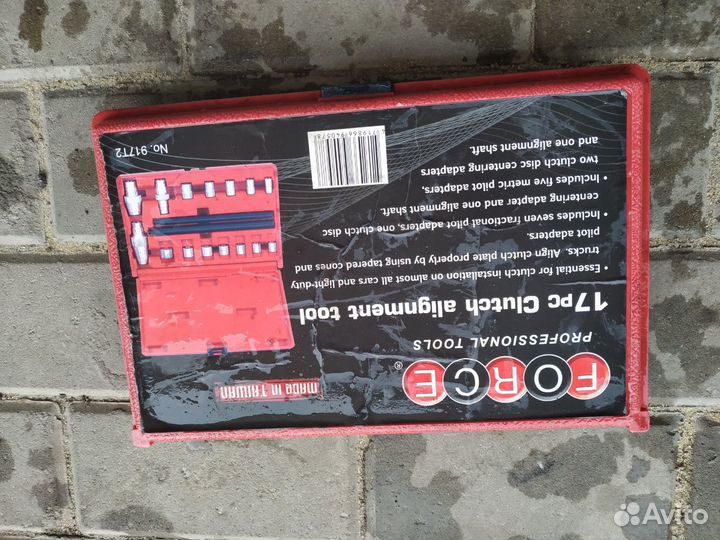 FORCE®
PROFESSIONAL TOOLS
MADE IN TAIWAN
17pc Clutch alignment tool
• Essential for clutch installation on almost all cars and light-duty
trucks. Align clutch plate properly by using tapered cones and
pilot adapters.
• Includes seven fractional pilot adapters, one clutch disc
centering adapter and one alignment shaft.
• Includes five metric pilot adapters,
two clutch disc centering adapters
and one alignment shaft.
No. 917T2
Avito